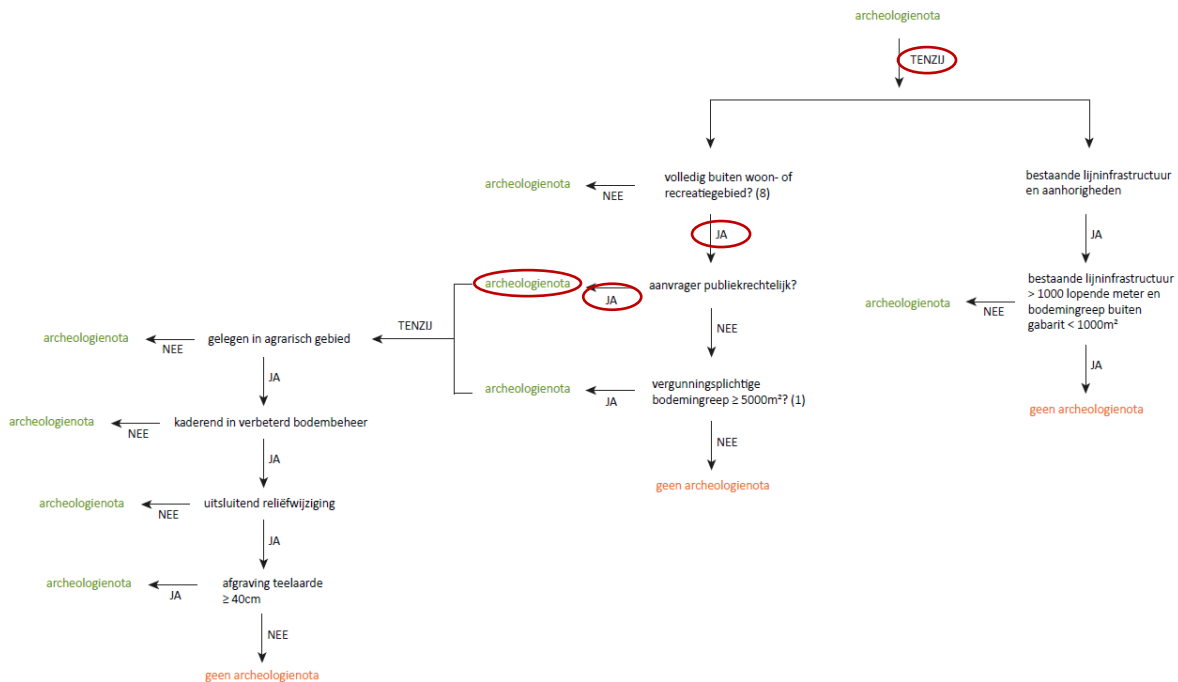 archeologienota
TENZIJ
archeologienota
NEE
volledig buiten woon- of
recreatiegebied? (8)
bestaande lijninfrastructuur
en aanhorigheden
JA
JA
archeologienota
JA
aanvrager publiekrechtelijk?
archeologienota
NEE
bestaande lijninfrastructuur
> 1000 lopende meter en
bodemingreep buiten
gabarit < 1000m²
TENZIJ
NEE
archeologienota
NEE
gelegen in agrarisch gebied
JA
JA
archeologienota
JA
vergunningsplichtige
bodemingreep ≥ 5000m²? (1)
geen archeologienota
archeologienota
NEE
kaderend in verbeterd bodembeheer
NEE
JA
geen archeologienota
archeologienota
NEE
uitsluitend reliëfwijziging
JA
archeologienota
JA
afgraving teelaarde
≥ 40cm
NEE
geen archeologienota